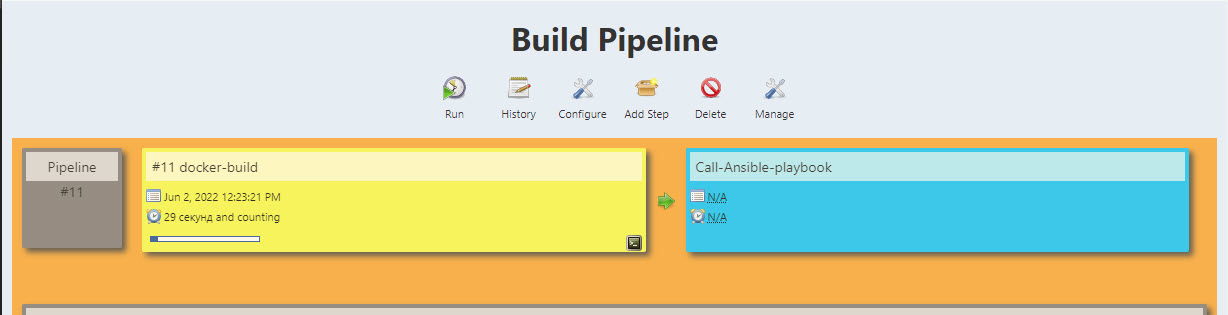 Build Pipeline
Run History Configure Add Step Delete Manage
Pipeline
#11
#11 docker-build
Jun 2, 2022 12:23:21 PM
29 секунд and counting
Call-Ansible-playbook
N/A
N/A